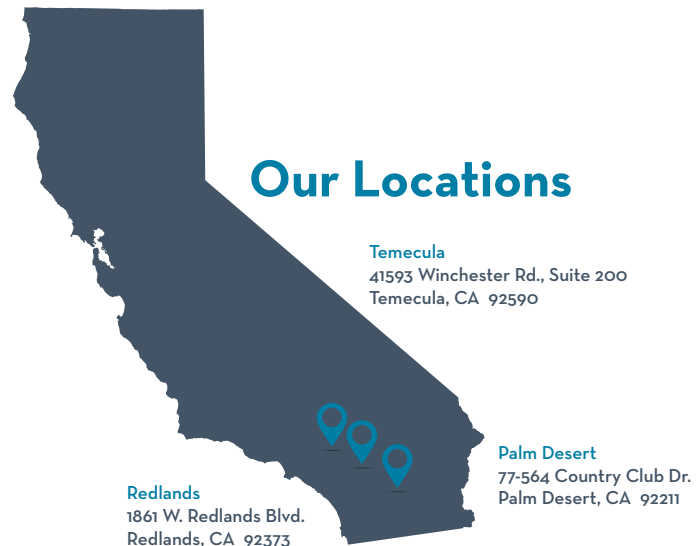 Our Locations
Temecula
41593 Winchester Rd., Suite 200
Temecula, CA 92590
Palm Desert
77-564 Country Club Dr.
Palm Desert, CA 92211
Redlands
1861 W. Redlands Blvd.
Redlands, CA 92373